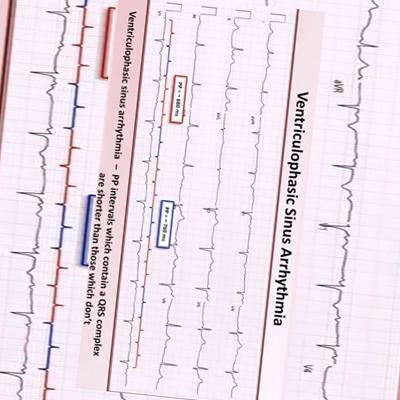 Ventriculophasic Sinus Arrhythmia
aVR
V4
PP = ~ 680 ms
PP = ~ 760 ms
Ventriculophasic sinus arrhythmia – PP intervals which contain a QRS complex
are shorter than those which don't